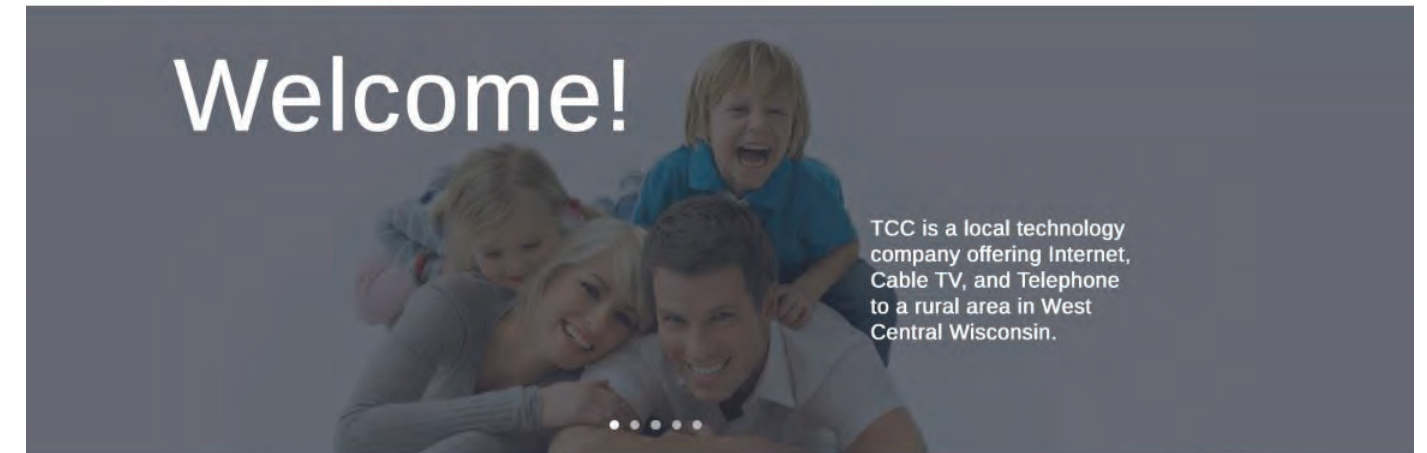 Welcome!
TCC is a local technology
company offering Internet,
Cable TV, and Telephone
to a rural area in West
Central Wisconsin.